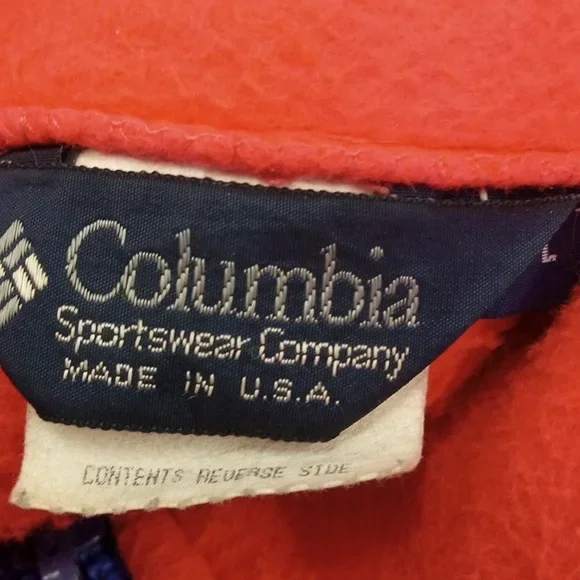 Columbia
Sportswear Company
MADE IN U.S.A.
L
CONTENTS REVERSE SIDE